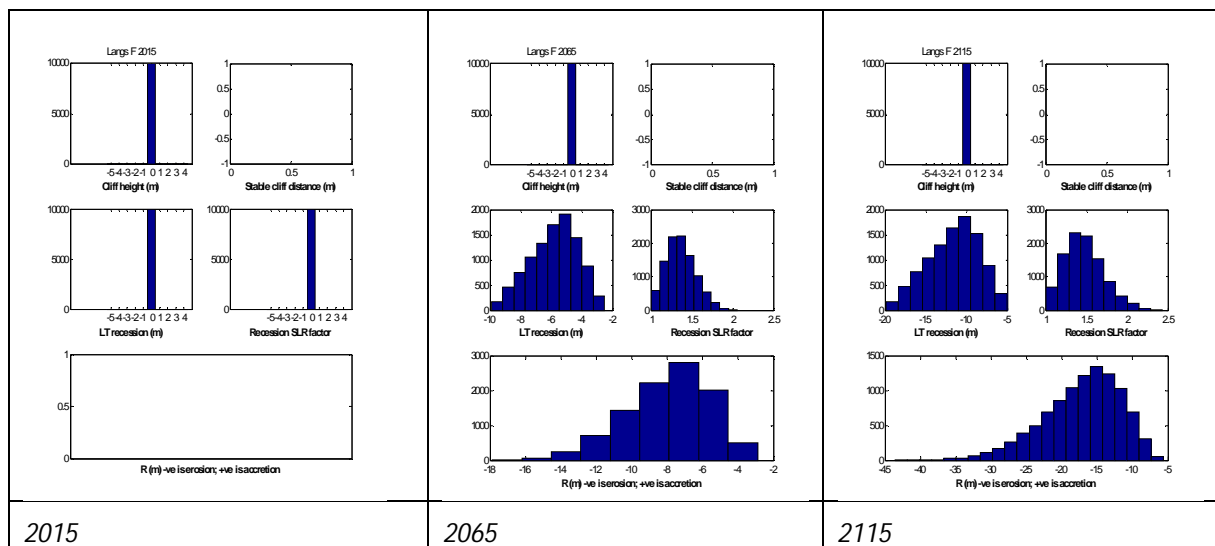 Langs F 2015
10000
5000
0
-5-4-3-2-1 0 1 2 3 4
Cliff height (m)
1
0.5
0
-0.5
-1
0 0.5 1
Stable cliff distance (m)
10000
5000
0
-5-4-3-2-1 0 1 2 3 4
LT recession (m)
10000
5000
0
-5-4-3-2-1 0 1 2 3 4
Recession SLR factor
1
0.5
0
R (m) -ve is erosion; +ve is accretion
2015
Langs F 2065
10000
5000
0
-5-4-3-2-1 0 1 2 3 4
Cliff height (m)
1
0.5
0
-0.5
-1
0 0.5 1
Stable cliff distance (m)
2000
1500
1000
500
0
-10 -8 -6 -4 -2
LT recession (m)
3000
2000
1000
0
1 1.5 2 2.5
Recession SLR factor
3000
2000
1000
0
-18 -16 -14 -12 -10 -8 -6 -4 -2
R (m) -ve is erosion; +ve is accretion
2065
Langs F 2115
10000
5000
0
-5-4-3-2-1 0 1 2 3 4
Cliff height (m)
1
0.5
0
-0.5
-1
0 0.5 1
Stable cliff distance (m)
2000
1500
1000
500
0
-20 -15 -10 -5
LT recession (m)
3000
2000
1000
0
1 1.5 2 2.5
Recession SLR factor
1500
1000
500
0
-45 -40 -35 -30 -25 -20 -15 -10 -5
R (m) -ve is erosion; +ve is accretion
2115